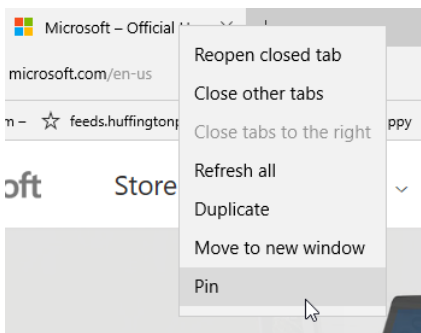 Microsoft – Official
Reopen closed tab
microsoft.com/en-us
Close other tabs
feeds.huffingtonp
Close tabs to the right
ppy
Refresh all
oft
Store
Duplicate
Move to new window
Pin